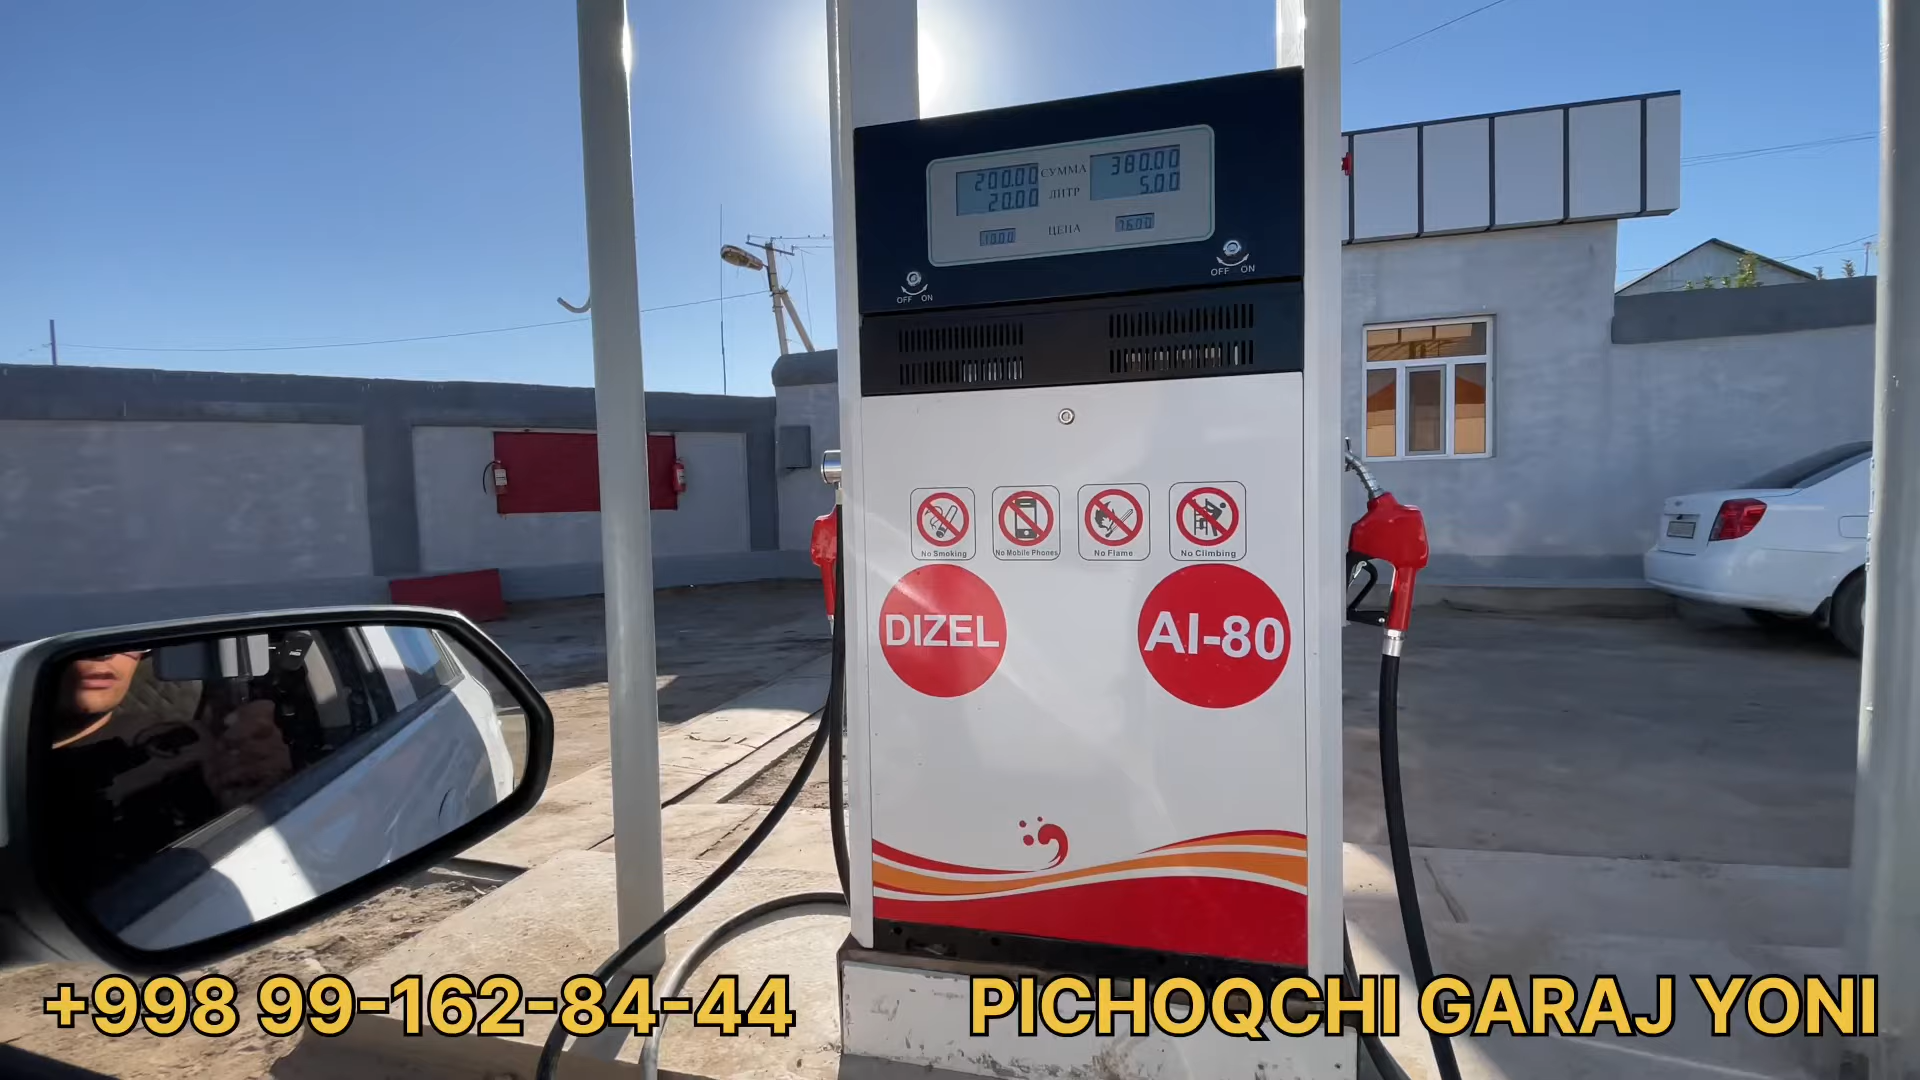 200.00 СУММА 380.00
20.00 ЛИТР 5.00
10.00 ЦЕНА 76.00
OFF ON
OFF ON
No Smoking
No Mobile Phones
No Flame
No Climbing
DIZEL
AI-80
+998 99-162-84-44
PICHOQCHI GARAJ YONI